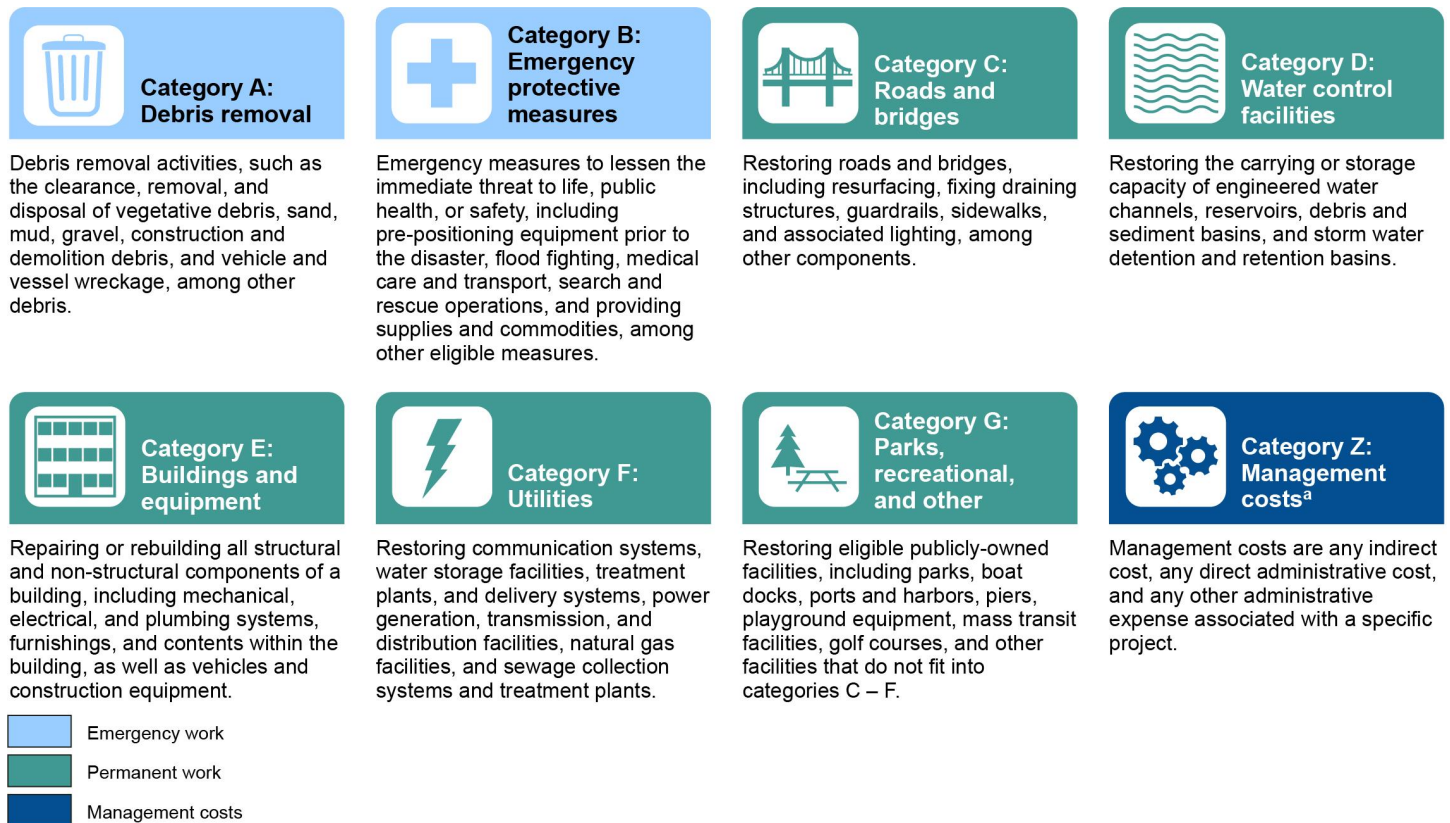 Category A:
Debris removal
Debris removal activities, such as
the clearance, removal, and
disposal of vegetative debris, sand,
mud, gravel, construction and
demolition debris, and vehicle and
vessel wreckage, among other
debris.
Category B:
Emergency
protective
measures
Emergency measures to lessen the
immediate threat to life, public
health, or safety, including
pre-positioning equipment prior to
the disaster, flood fighting, medical
care and transport, search and
rescue operations, and providing
supplies and commodities, among
other eligible measures.
Category C:
Roads and
bridges
Restoring roads and bridges,
including resurfacing, fixing draining
structures, guardrails, sidewalks,
and associated lighting, among
other components.
Category D:
Water control
facilities
Restoring the carrying or storage
capacity of engineered water
channels, reservoirs, debris and
sediment basins, and storm water
detention and retention basins.
Category E:
Buildings and
equipment
Repairing or rebuilding all structural
and non-structural components of a
building, including mechanical,
electrical, and plumbing systems,
furnishings, and contents within the
building, as well as vehicles and
construction equipment.
Category F:
Utilities
Restoring communication systems,
water storage facilities, treatment
plants, and delivery systems, power
generation, transmission, and
distribution facilities, natural gas
facilities, and sewage collection
systems and treatment plants.
Category G:
Parks,
recreational,
and other
Restoring eligible publicly-owned
facilities, including parks, boat
docks, ports and harbors, piers,
playground equipment, mass transit
facilities, golf courses, and other
facilities that do not fit into
categories C – F.
Category Z:
Management
costsᵃ
Management costs are any indirect
cost, any direct administrative cost,
and any other administrative
expense associated with a specific
project.
Emergency work
Permanent work
Management costs